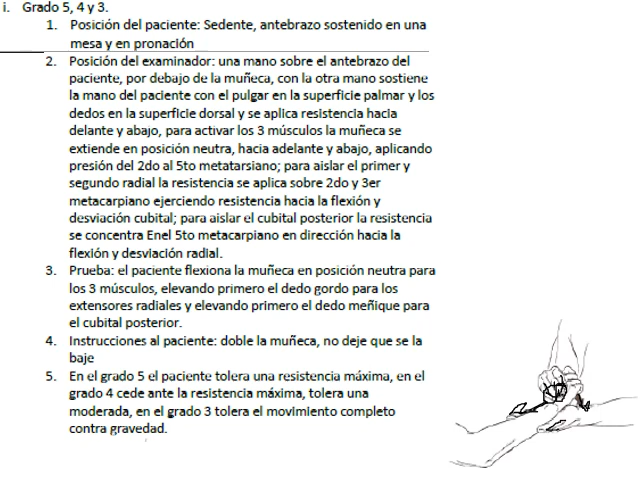 i. Grado 5, 4 y 3.
1. Posición del paciente: Sedente, antebrazo sostenido en una
mesa y en pronación
2. Posición del examinador: una mano sobre el antebrazo del
paciente, por debajo de la muñeca, con la otra mano sostiene
la mano del paciente con el pulgar en la superficie palmar y los
dedos en la superficie dorsal y se aplica resistencia hacia
delante y abajo, para activar los 3 músculos la muñeca se
extiende en posición neutra, hacia adelante y abajo, aplicando
presión del 2do al 5to metatarsiano; para aislar el primer y
segundo radial la resistencia se aplica sobre 2do y 3er
metacarpiano ejerciendo resistencia hacia la flexión y
desviación cubital; para aislar el cubital posterior la resistencia
se concentra Enel 5to metacarpiano en dirección hacia la
flexión y desviación radial.
3. Prueba: el paciente flexiona la muñeca en posición neutra para
los 3 músculos, elevando primero el dedo gordo para los
extensores radiales y elevando primero el dedo meñique para
el cubital posterior.
4. Instrucciones al paciente: doble la muñeca, no deje que se la
baje
5. En el grado 5 el paciente tolera una resistencia máxima, en el
grado 4 cede ante la resistencia máxima, tolera una
moderada, en el grado 3 tolera el movimiento completo
contra gravedad.